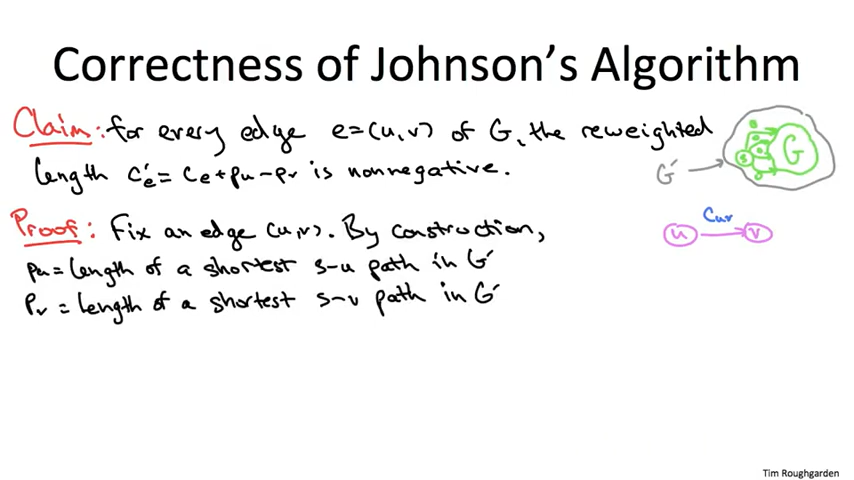 Correctness of Johnson's Algorithm
Claim: for every edge e=(u,v) of G, the reweighted
length c'e = ce + pu - pv is nonnegative.
G'
G
s
0
0
Proof: Fix an edge (u,v). By construction,
u
cuv
v
pu = length of a shortest s-u path in G'
pv = length of a shortest s-v path in G'
Tim Roughgarden